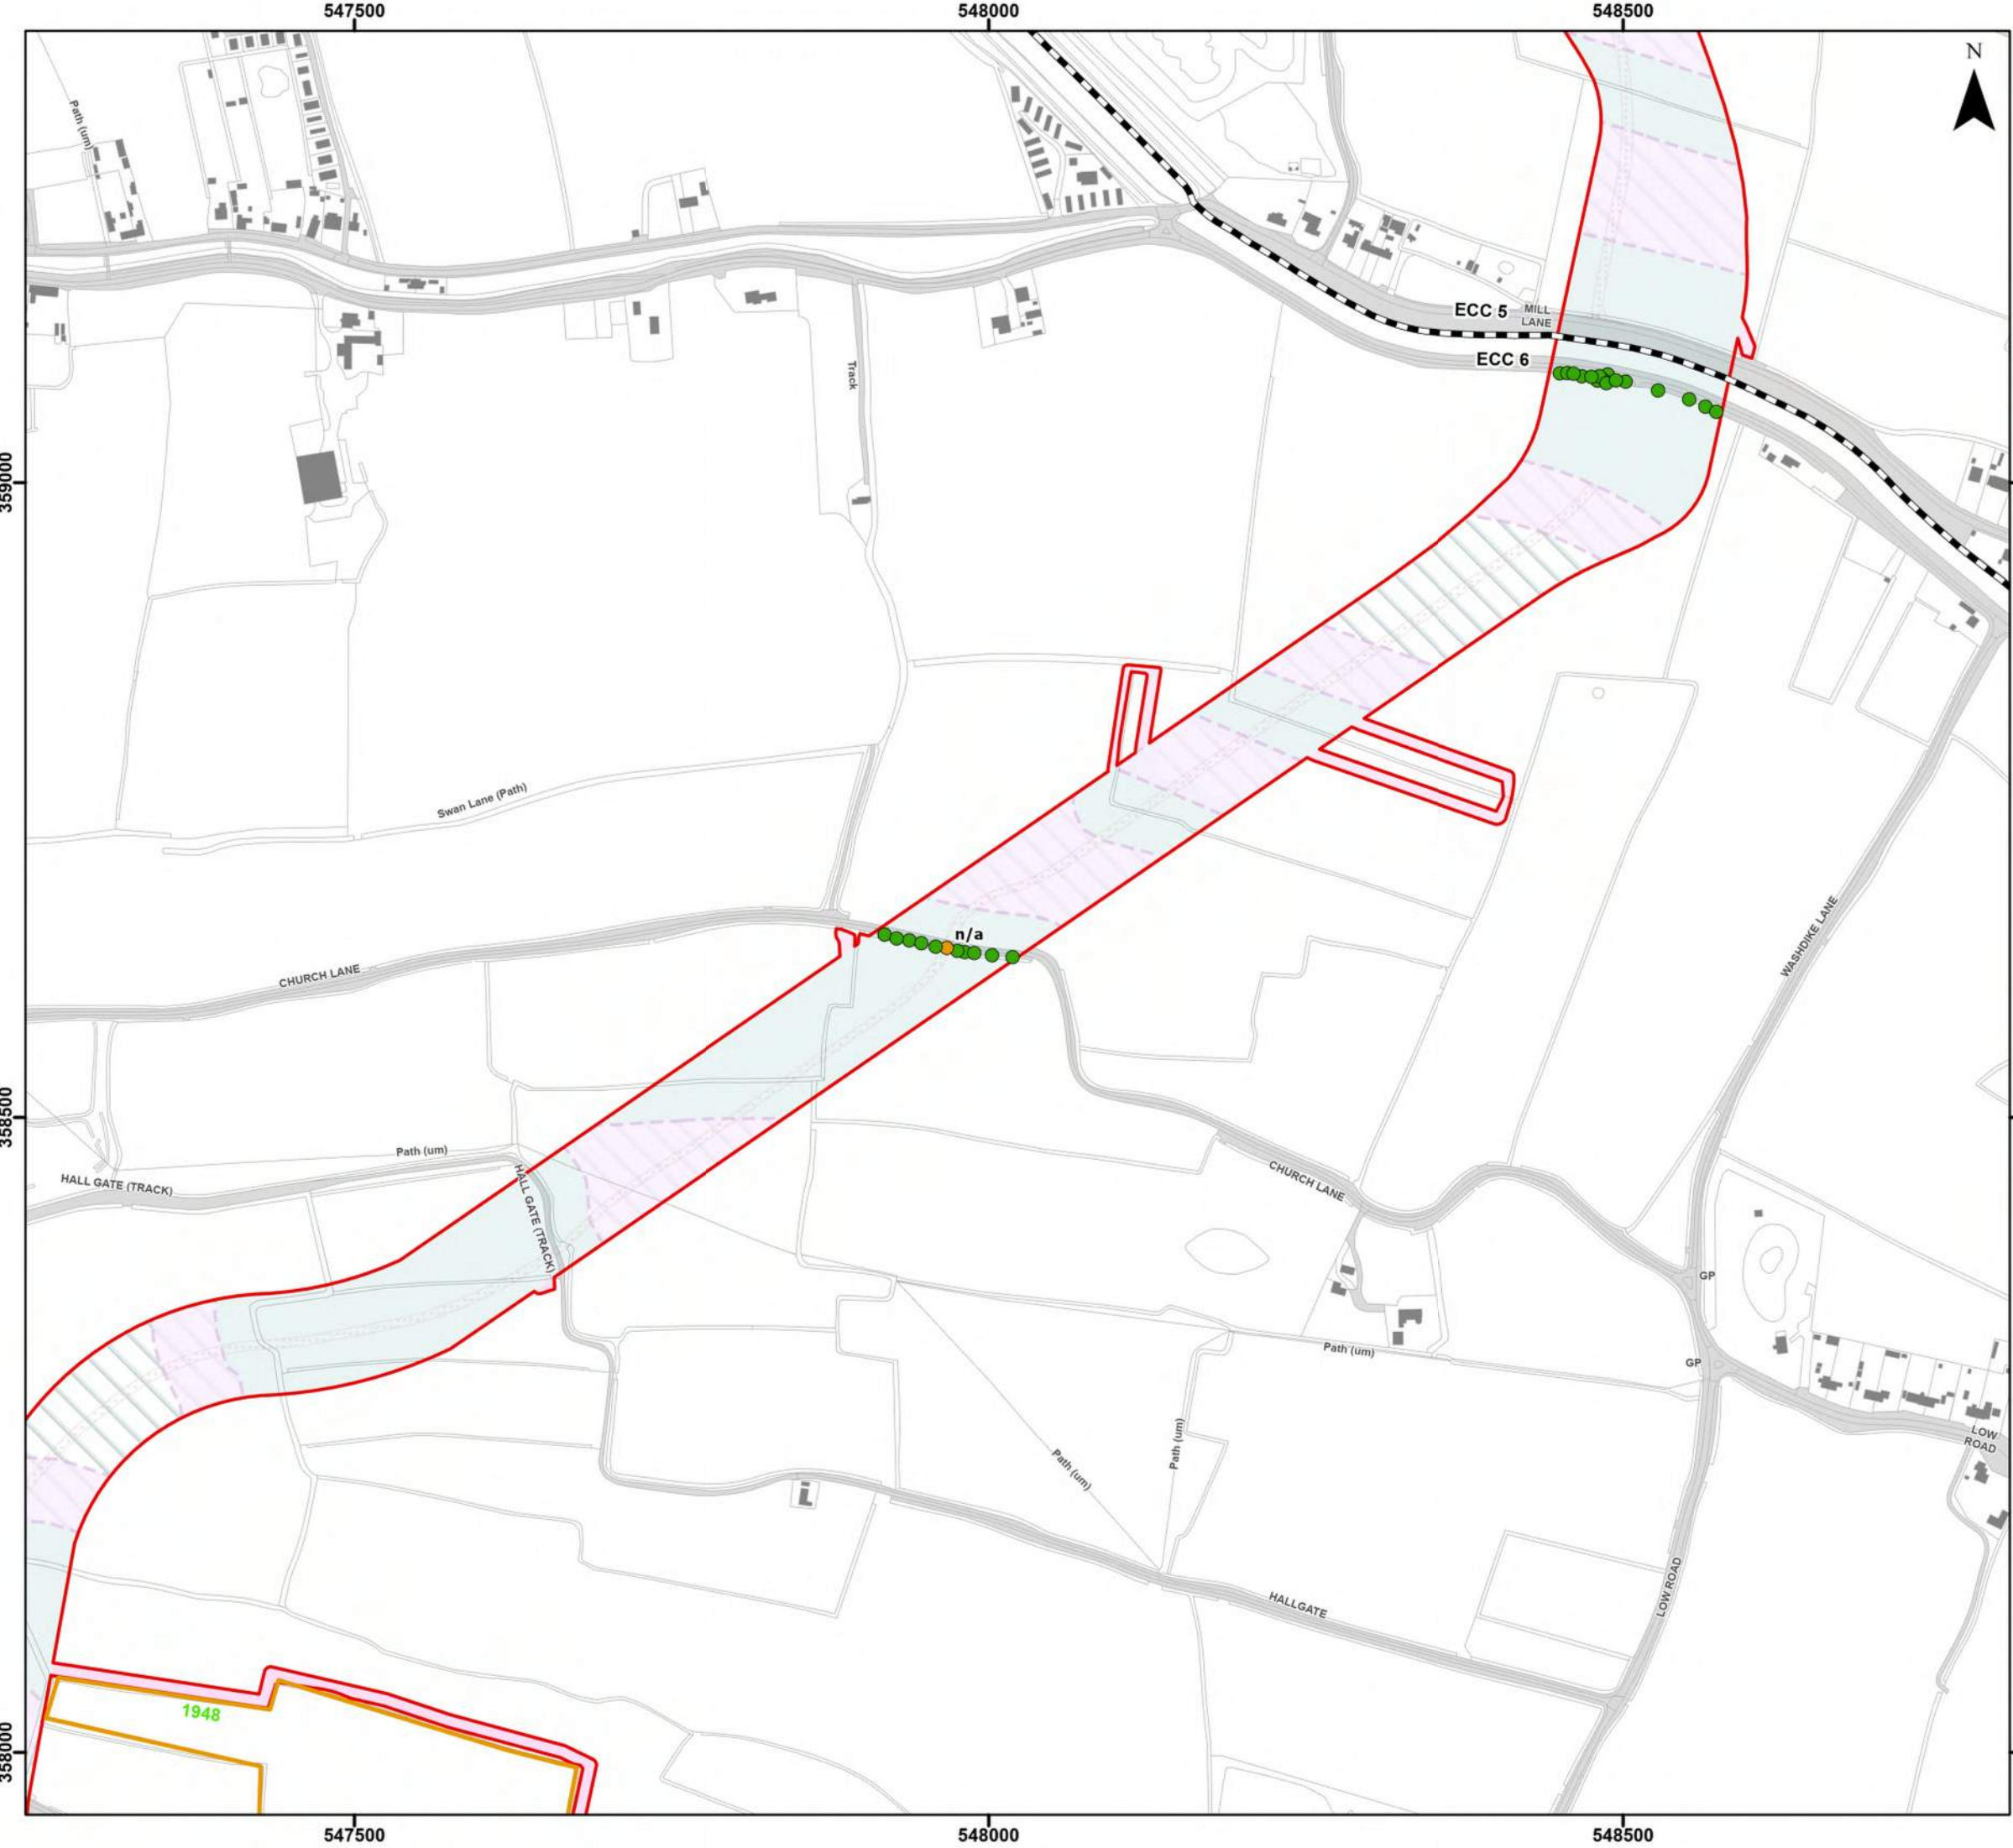 547500
548000
548500
N
Path (um)
ECC 5
MILL
LANE
ECC 6
Track
359000
Swan Lane (Path)
WASHDIKE LANE
n/a
CHURCH LANE
358500
Path (um)
HALL GATE (TRACK)
HALL GATE (TRACK)
CHURCH LANE
GP
Path (um)
GP
Path (um)
Path (um)
LOW
ROAD
LOW ROAD
HALLGATE
1948
358000
547500
548000
548500